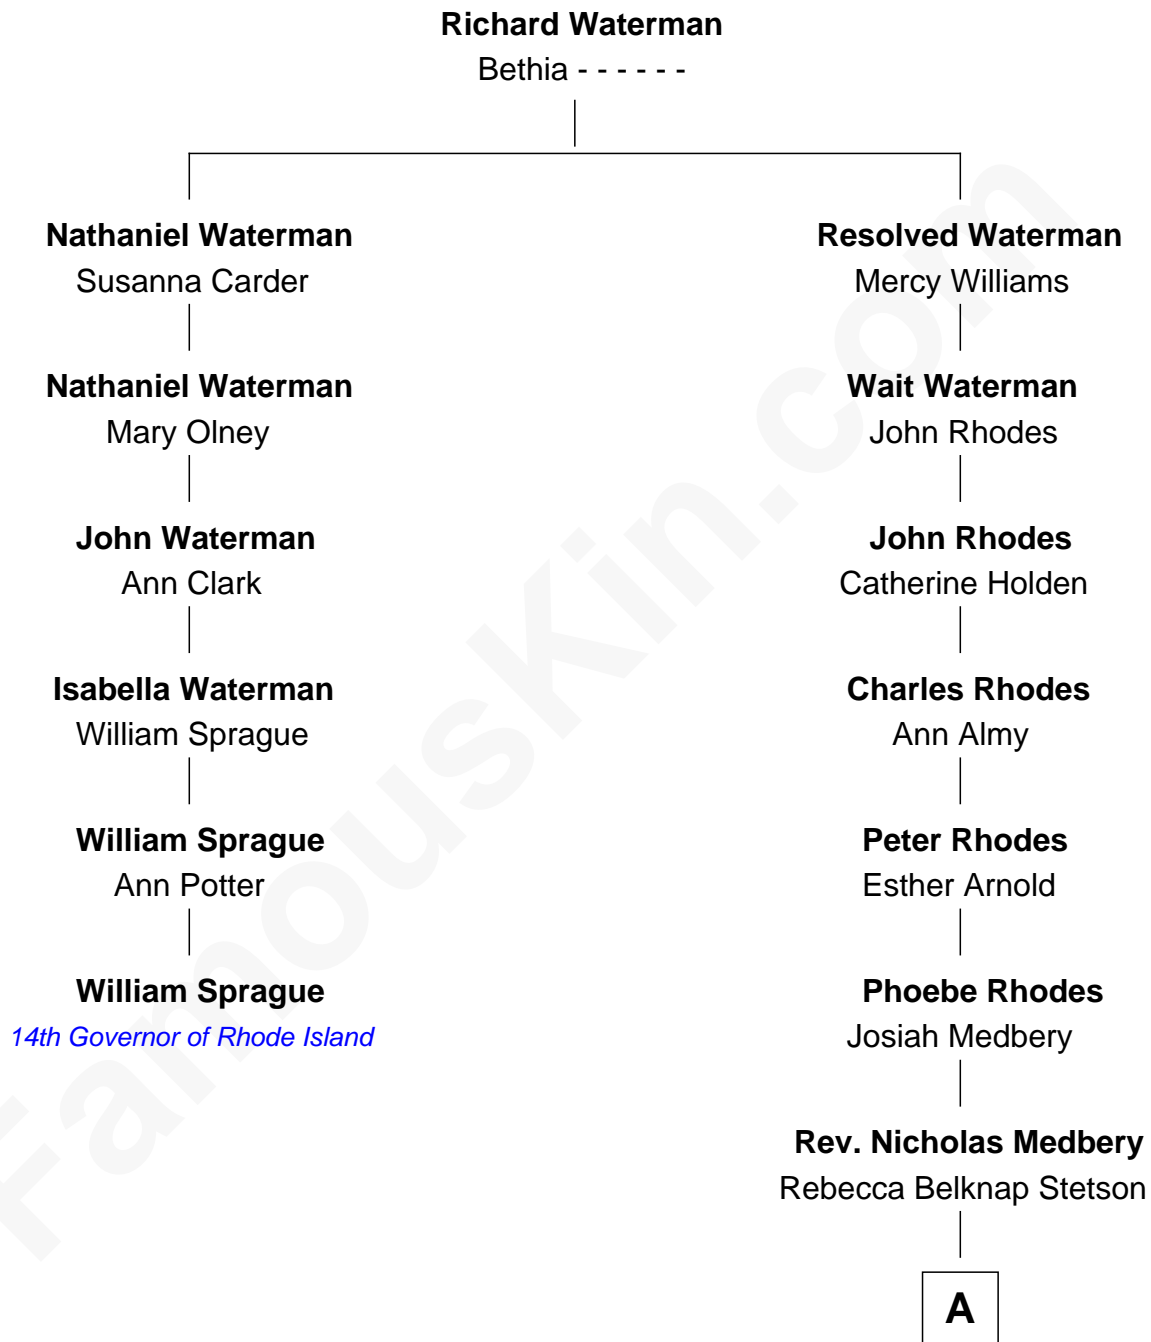 Richard Waterman
Bethia - - - - - -
Nathaniel Waterman
Susanna Carder
Nathaniel Waterman
Mary Olney
John Waterman
Ann Clark
Isabella Waterman
William Sprague
William Sprague
Ann Potter
William Sprague
14th Governor of Rhode Island
Resolved Waterman
Mercy Williams
Wait Waterman
John Rhodes
John Rhodes
Catherine Holden
Charles Rhodes
Ann Almy
Peter Rhodes
Esther Arnold
Phoebe Rhodes
Josiah Medbery
Rev. Nicholas Medbery
Rebecca Belknap Stetson
A
FamousKin.com